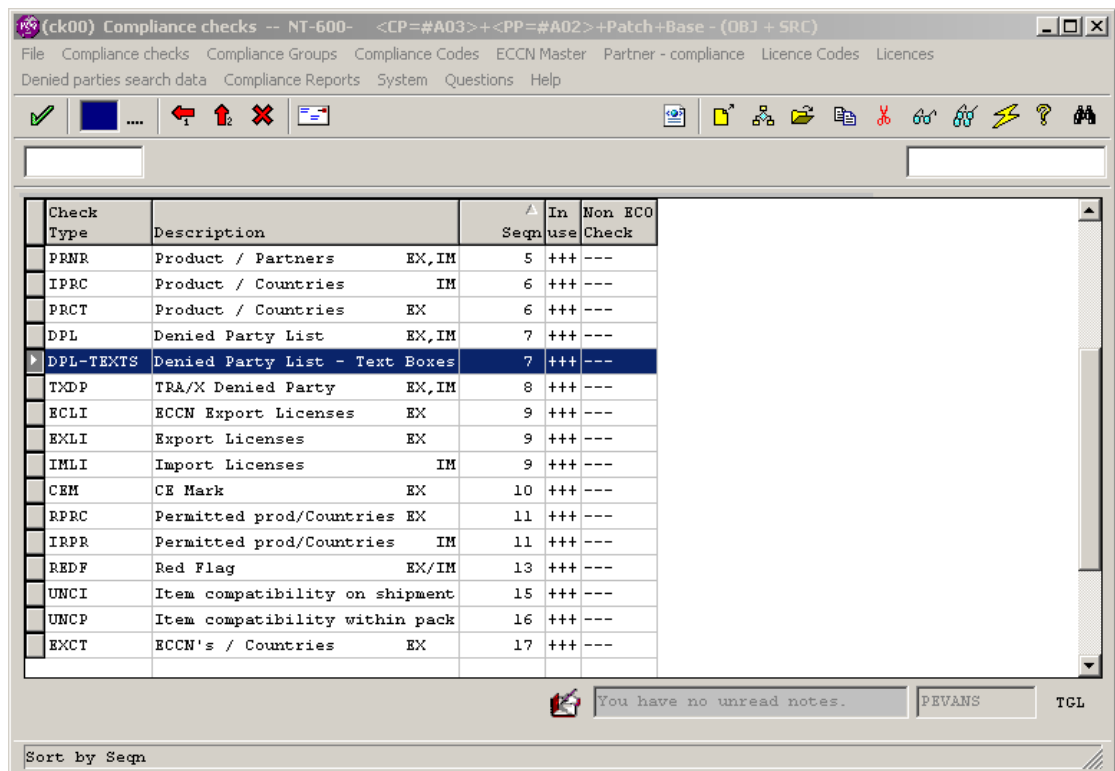 (ck00) Compliance checks -- NT-600- <CP=#A03>+<PP=#A02>+Patch+Base - (OBJ + SRC)
File Compliance checks Compliance Groups Compliance Codes ECCN Master Partner - compliance Licence Codes Licences
Denied parties search data Compliance Reports System Questions Help
Check Type Description Seqn In use Non ECO Check
PRNR Product / Partners EX,IM 5 +++ ---
IPRC Product / Countries IM 6 +++ ---
PRCT Product / Countries EX 6 +++ ---
DPL Denied Party List EX,IM 7 +++ ---
DPL-TEXTS Denied Party List - Text Boxes 7 +++ ---
TXDP TRA/X Denied Party EX,IM 8 +++ ---
ECLI ECCN Export Licenses EX 9 +++ ---
EXLI Export Licenses EX 9 +++ ---
IMLI Import Licenses IM 9 +++ ---
CEM CE Mark EX 10 +++ ---
RPRC Permitted prod/Countries EX 11 +++ ---
IRPR Permitted prod/Countries IM 11 +++ ---
REDF Red Flag EX/IM 13 +++ ---
UNCI Item compatibility on shipment 15 +++ ---
UNCP Item compatibility within pack 16 +++ ---
EXCT ECCN's / Countries EX 17 +++ ---
You have no unread notes. PEVANS TGL
Sort by Seqn